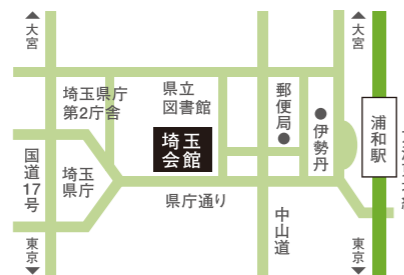 ▲大宮
▲大宮
埼玉県庁
第2庁舎
県立
図書館
郵便局●
●伊勢丹
浦和駅
埼玉
会館
国道17号
埼玉
県庁
県庁通り
中山道
東京▼
東京▼